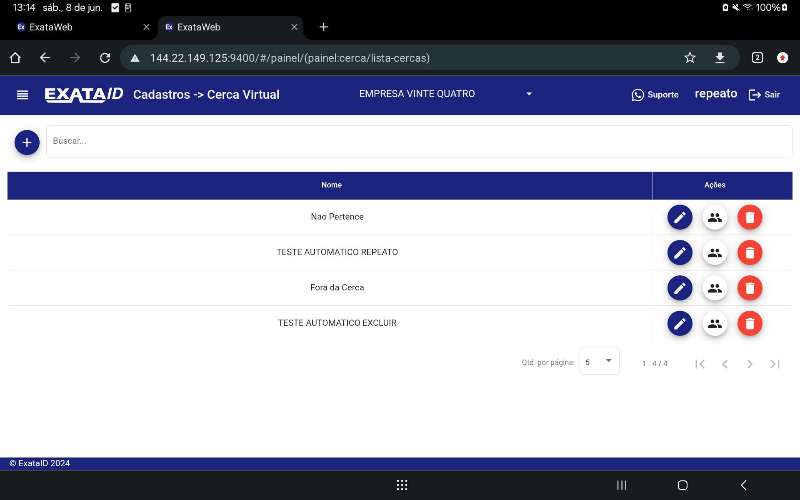 13:14 sáb., 8 de jun. 100%
ExataWeb
ExataWeb
144.22.149.125:9400/#/painel/(painel:cerca/lista-cercas) 2
EXATAID Cadastros -> Cerca Virtual EMPRESA VINTE QUATRO Suporte repeato Sair
Buscar...
Nome Ações
Nao Pertence
TESTE AUTOMATICO REPEATO
Fora da Cerca
TESTE AUTOMATICO EXCLUIR
Qtd. por página: 5 1 - 4 / 4
© ExataID 2024